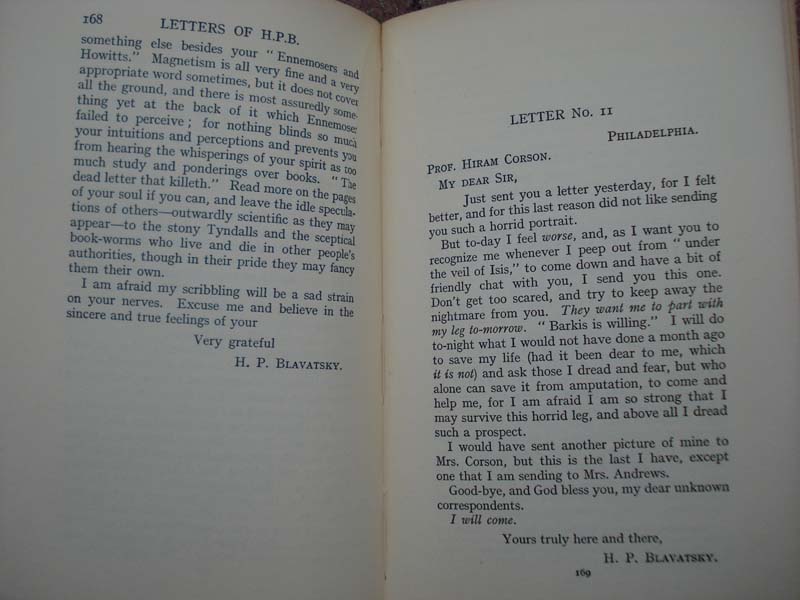 168
LETTERS OF H.P.B.
something else besides your "Ennemosers and
Howitts." Magnetism is all very fine and a very
appropriate word sometimes, but it does not cover
all the ground, and there is most assuredly some-
thing yet at the back of it which Ennemoser
failed to perceive; for nothing blinds so much
your intuitions and perceptions and prevents you
from hearing the whisperings of your spirit as too
much study and ponderings over books. "The
dead letter that killeth." Read more on the pages
of your soul if you can, and leave the idle specula-
tions of others—outwardly scientific as they may
appear—to the stony Tyndalls and the sceptical
book-worms who live and die in other people's
authorities, though in their pride they may fancy
them their own.
I am afraid my scribbling will be a sad strain
on your nerves. Excuse me and believe in the
sincere and true feelings of your
Very grateful
H. P. BLAVATSKY.
LETTER NO. 11
PHILADELPHIA.
PROF. HIRAM CORSON.
MY DEAR SIR,
Just sent you a letter yesterday, for I felt
better, and for this last reason did not like sending
you such a horrid portrait.
But to-day I feel worse, and, as I want you to
recognize me whenever I peep out from "under
the veil of Isis," to come down and have a bit of
friendly chat with you, I send you this one.
Don't get too scared, and try to keep away the
nightmare from you. They want me to part with
my leg to-morrow. "Barkis is willing." I will do
to-night what I would not have done a month ago
to save my life (had it been dear to me, which
it is not) and ask those I dread and fear, but who
alone can save it from amputation, to come and
help me, for I am afraid I am so strong that I
may survive this horrid leg, and above all I dread
such a prospect.
I would have sent another picture of mine to
Mrs. Corson, but this is the last I have, except
one that I am sending to Mrs. Andrews.
Good-bye, and God bless you, my dear unknown
correspondents.
I will come.
Yours truly here and there,
H. P. BLAVATSKY.
169